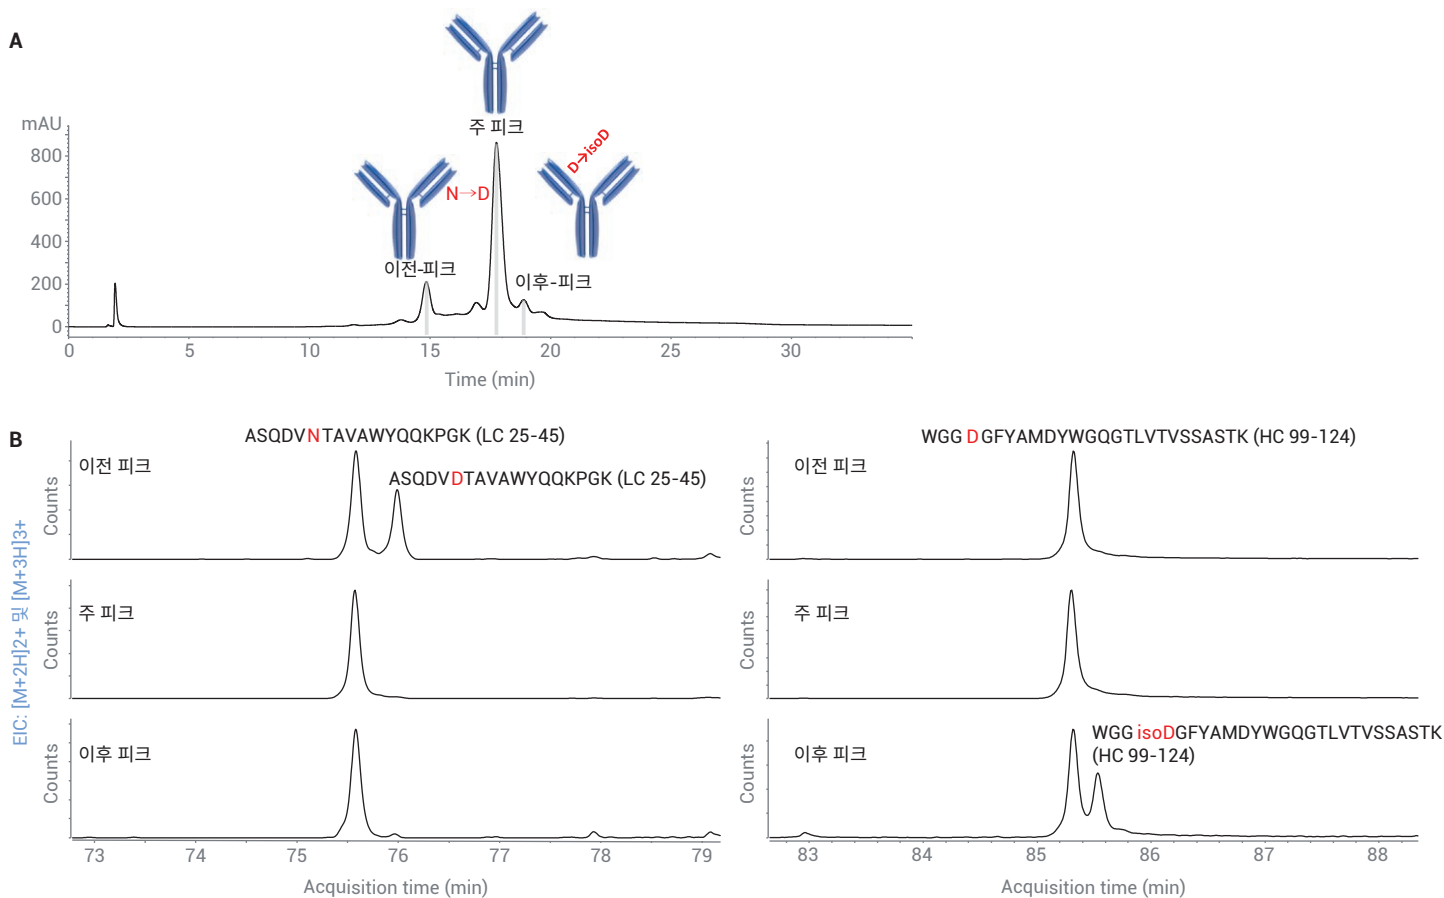 A
주 피크
D→isoD
N→D
이전-피크
이후-피크
mAU
800
600
400
200
0
0 5 10 15 20 25 30
Time (min)
B
EIC: [M+2H]2+ 및 [M+3H]3+
ASQDVNTAVAWYQQKPGK (LC 25-45)
이전 피크
ASQDVDTAVAWYQQKPGK (LC 25-45)
Counts
주 피크
Counts
이후 피크
Counts
73 74 75 76 77 78 79
Acquisition time (min)
WGG DGFYAMDYWGQGTLVTVSSASTK (HC 99-124)
이전 피크
Counts
주 피크
Counts
이후 피크
WGG isoDGFYAMDYWGQGTLVTVSSASTK
(HC 99-124)
Counts
83 84 85 86 87 88
Acquisition time (min)